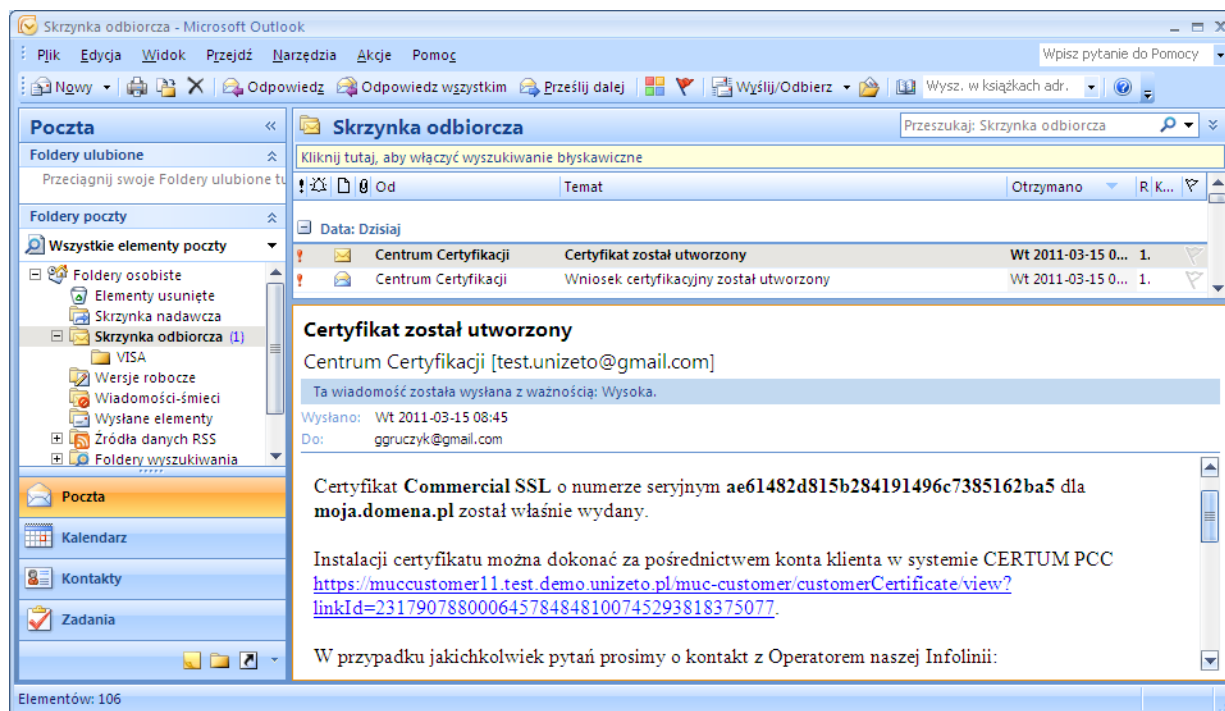 Skrzynka odbiorcza - Microsoft Outlook
Plik Edycja Widok Przejdź Narzędzia Akcje Pomoc Wpisz pytanie do Pomocy
Nowy Odpowiedz Odpowiedz wszystkim Prześlij dalej Wyślij/Odbierz Wysz. w książkach adr.
Poczta «
Foldery ulubione
Przeciągnij swoje Foldery ulubione tu
Foldery poczty
Wszystkie elementy poczty
Foldery osobiste
Elementy usunięte
Skrzynka nadawcza
Skrzynka odbiorcza (1)
VISA
Wersje robocze
Wiadomości-śmieci
Wysłane elementy
Źródła danych RSS
Foldery wyszukiwania
Poczta
Kalendarz
Kontakty
Zadania
Skrzynka odbiorcza Przeszukaj: Skrzynka odbiorcza
Kliknij tutaj, aby włączyć wyszukiwanie błyskawiczne
Od Temat Otrzymano R K...
Data: Dzisiaj
Centrum Certyfikacji Certyfikat został utworzony Wt 2011-03-15 0... 1.
Centrum Certyfikacji Wniosek certyfikacyjny został utworzony Wt 2011-03-15 0... 1.
Certyfikat został utworzony
Centrum Certyfikacji [test.unizeto@gmail.com]
Ta wiadomość została wysłana z ważnością: Wysoka.
Wysłano: Wt 2011-03-15 08:45
Do: ggruczyk@gmail.com
Certyfikat Commercial SSL o numerze seryjnym ae61482d815b284191496c7385162ba5 dla
moja.domena.pl został właśnie wydany.
Instalacji certyfikatu można dokonać za pośrednictwem konta klienta w systemie CERTUM PCC
https://muccustomer11.test.demo.unizeto.pl/muc-customer/customerCertificate/view?
linkId=23179078800064578484810074529381837507​7.
W przypadku jakichkolwiek pytań prosimy o kontakt z Operatorem naszej Infolinii:
Elementów: 106